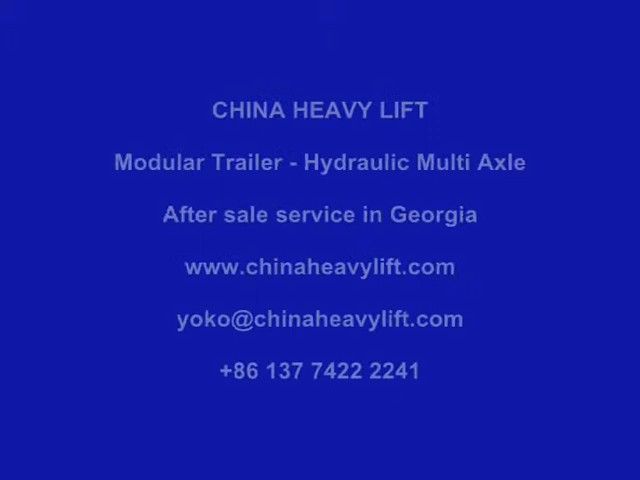 CHINA HEAVY LIFT
Modular Trailer - Hydraulic Multi Axle
After sale service in Georgia
www.chinaheavylift.com
yoko@chinaheavylift.com
+86 137 7422 2241